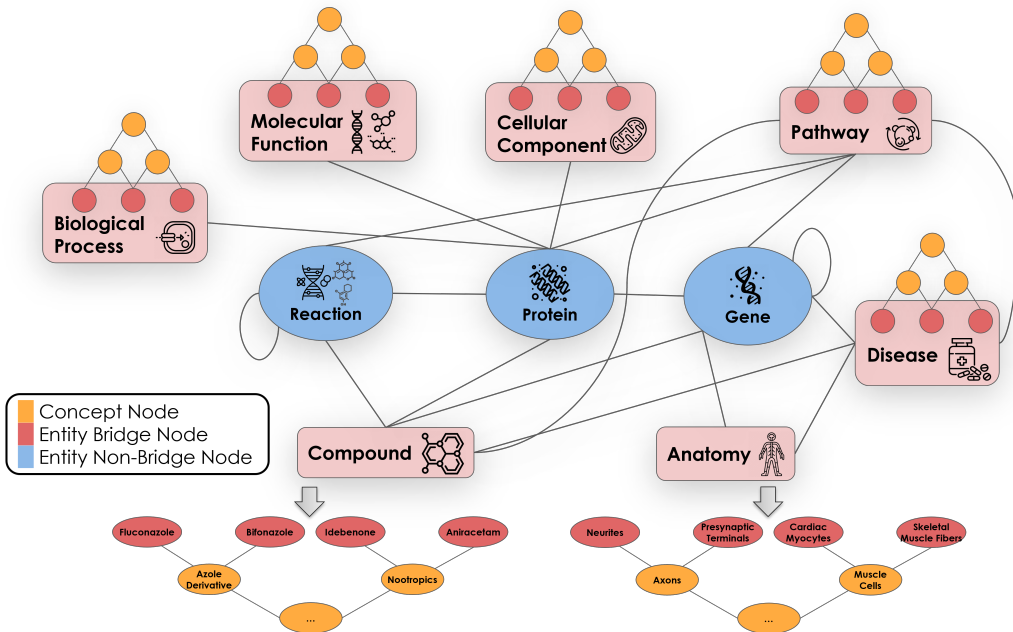 Molecular
Function
Cellular
Component
Pathway
Biological
Process
Reaction
Protein
Gene
Disease
Concept Node
Entity Bridge Node
Entity Non-Bridge Node
Compound
Anatomy
Fluconazole
Bifonazole
Idebenone
Aniracetam
Neurites
Presynaptic
Terminals
Cardiac
Myocytes
Skeletal
Muscle Fibers
Azole
Derivative
Nootropics
Axons
Muscle
Cells
...
...